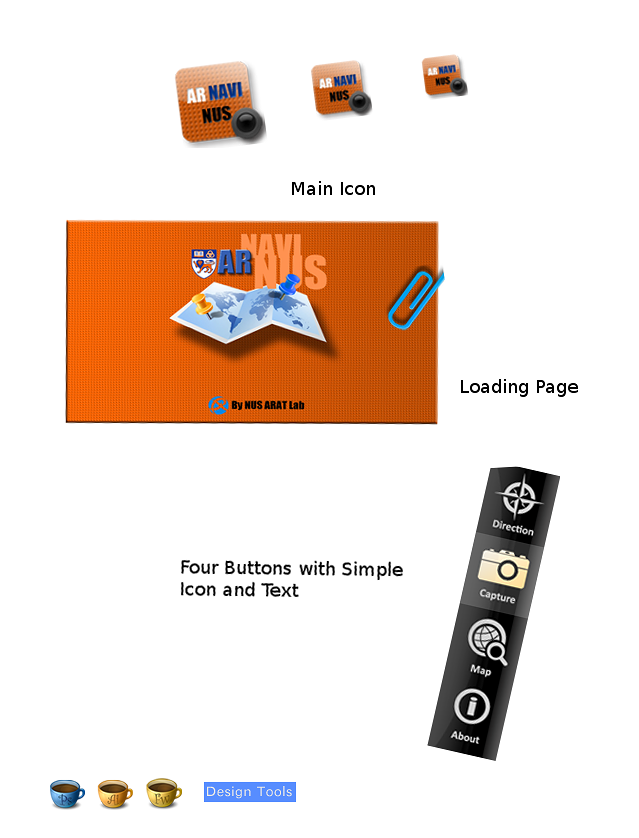 AR NAVI
NUS
AR NAVI
NUS
AR NAVI
NUS
Main Icon
NAVI
AR NUS
By NUS ARAT Lab
Loading Page
Direction
Capture
Map
About
Four Buttons with Simple
Icon and Text
Ps Ai Fw Design Tools